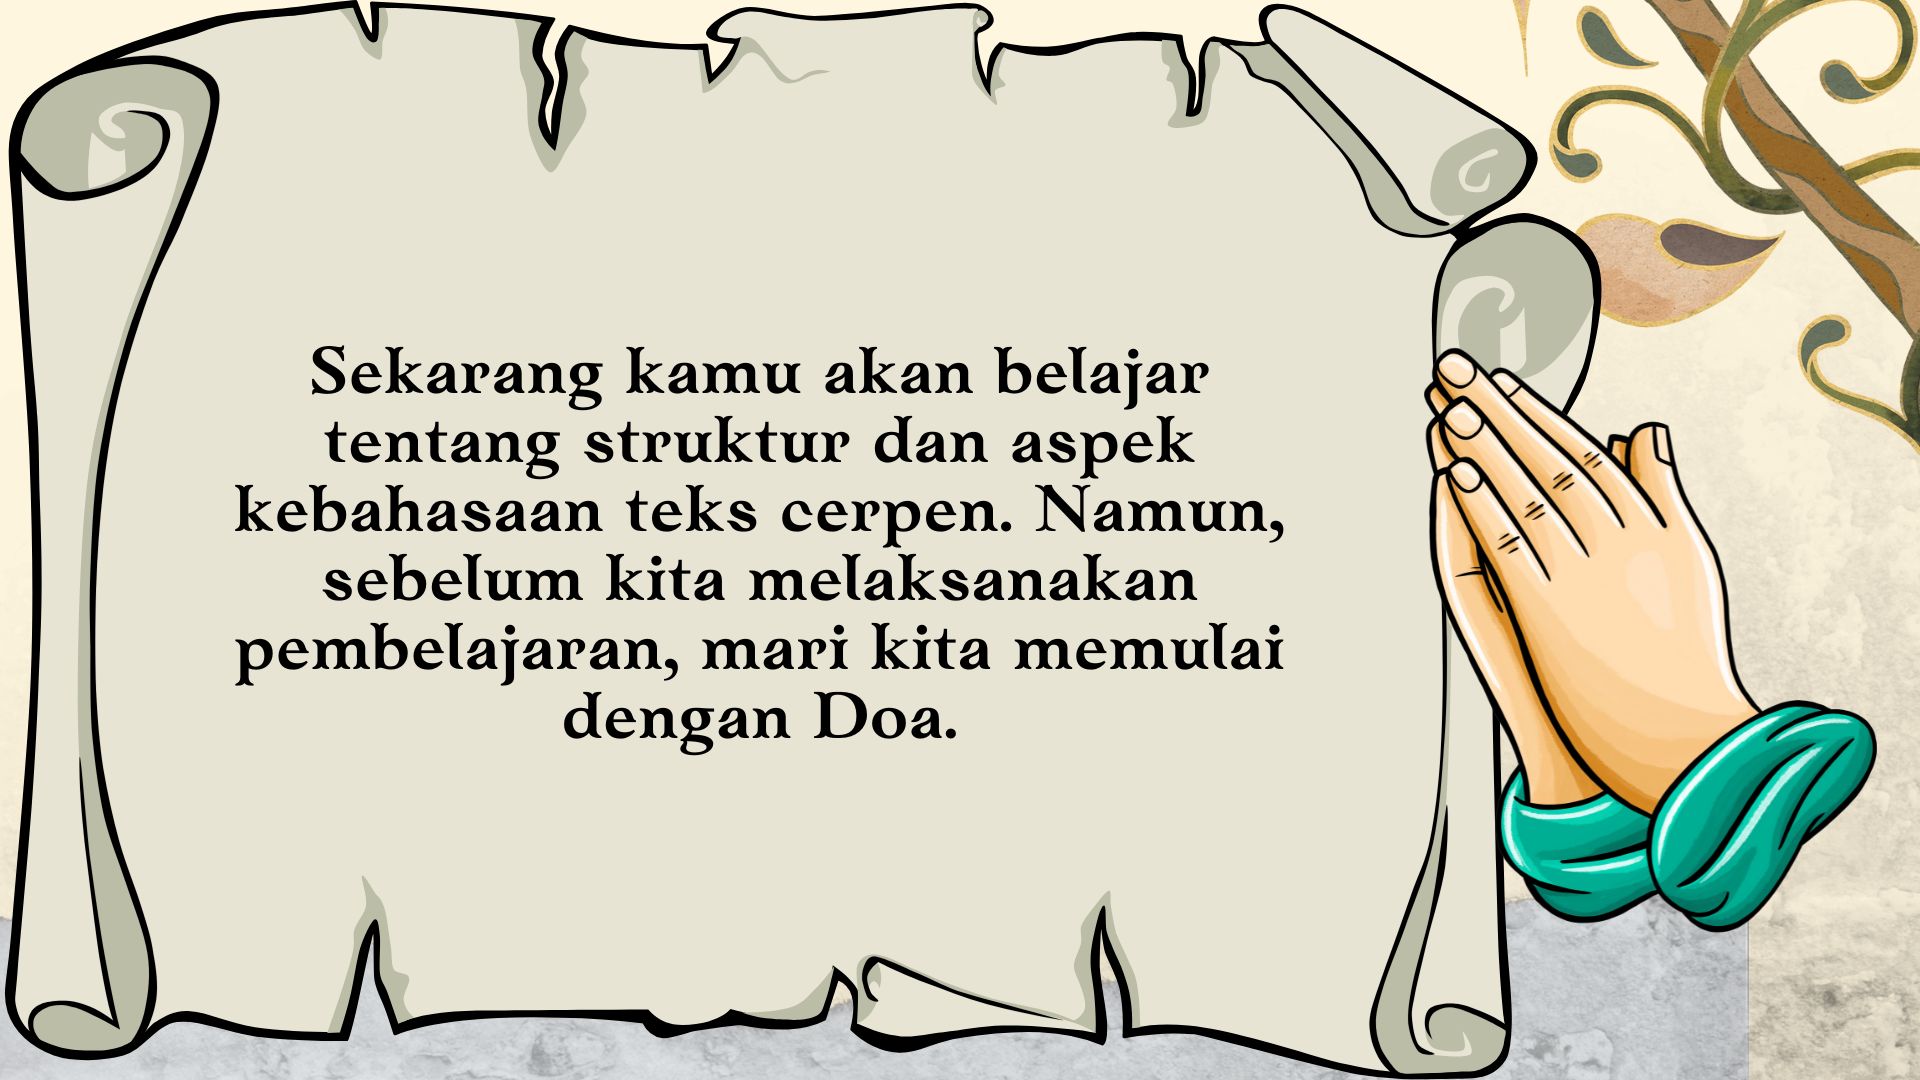 Sekarang kamu akan belajar
tentang struktur dan aspek
kebahasaan teks cerpen. Namun,
sebelum kita melaksanakan
pembelajaran, mari kita memulai
dengan Doa.